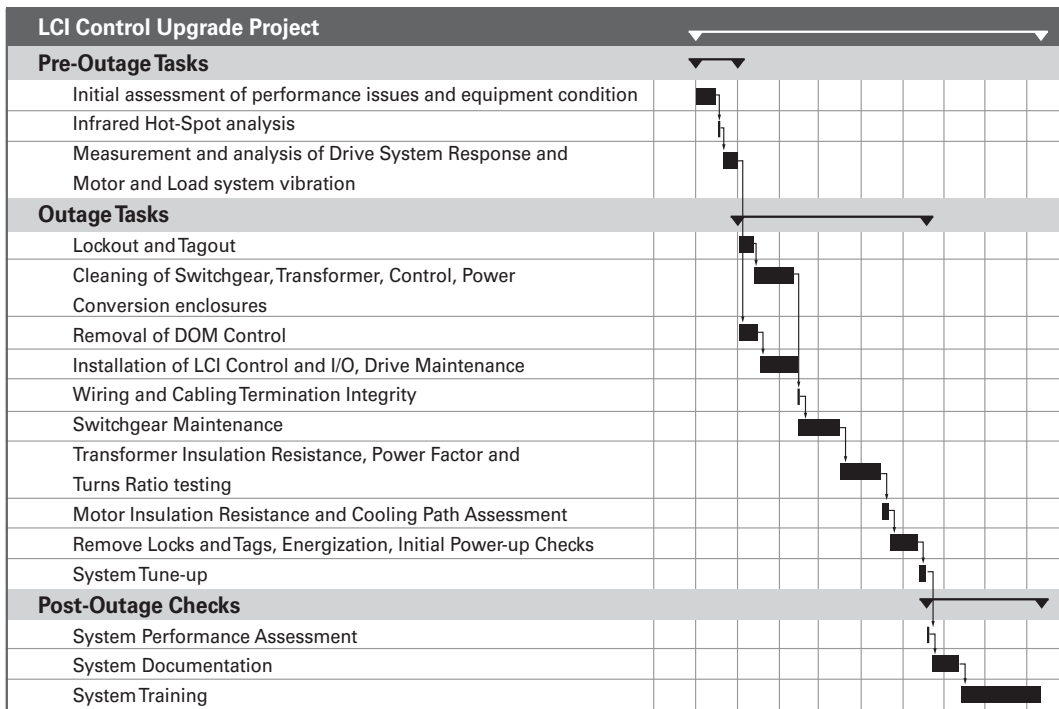 LCI Control Upgrade Project
Pre-Outage Tasks
Initial assessment of performance issues and equipment condition
Infrared Hot-Spot analysis
Measurement and analysis of Drive System Response and
Motor and Load system vibration
Outage Tasks
Lockout and Tagout
Cleaning of Switchgear, Transformer, Control, Power
Conversion enclosures
Removal of DOM Control
Installation of LCI Control and I/O, Drive Maintenance
Wiring and Cabling Termination Integrity
Switchgear Maintenance
Transformer Insulation Resistance, Power Factor and
Turns Ratio testing
Motor Insulation Resistance and Cooling Path Assessment
Remove Locks and Tags, Energization, Initial Power-up Checks
System Tune-up
Post-Outage Checks
System Performance Assessment
System Documentation
System Training